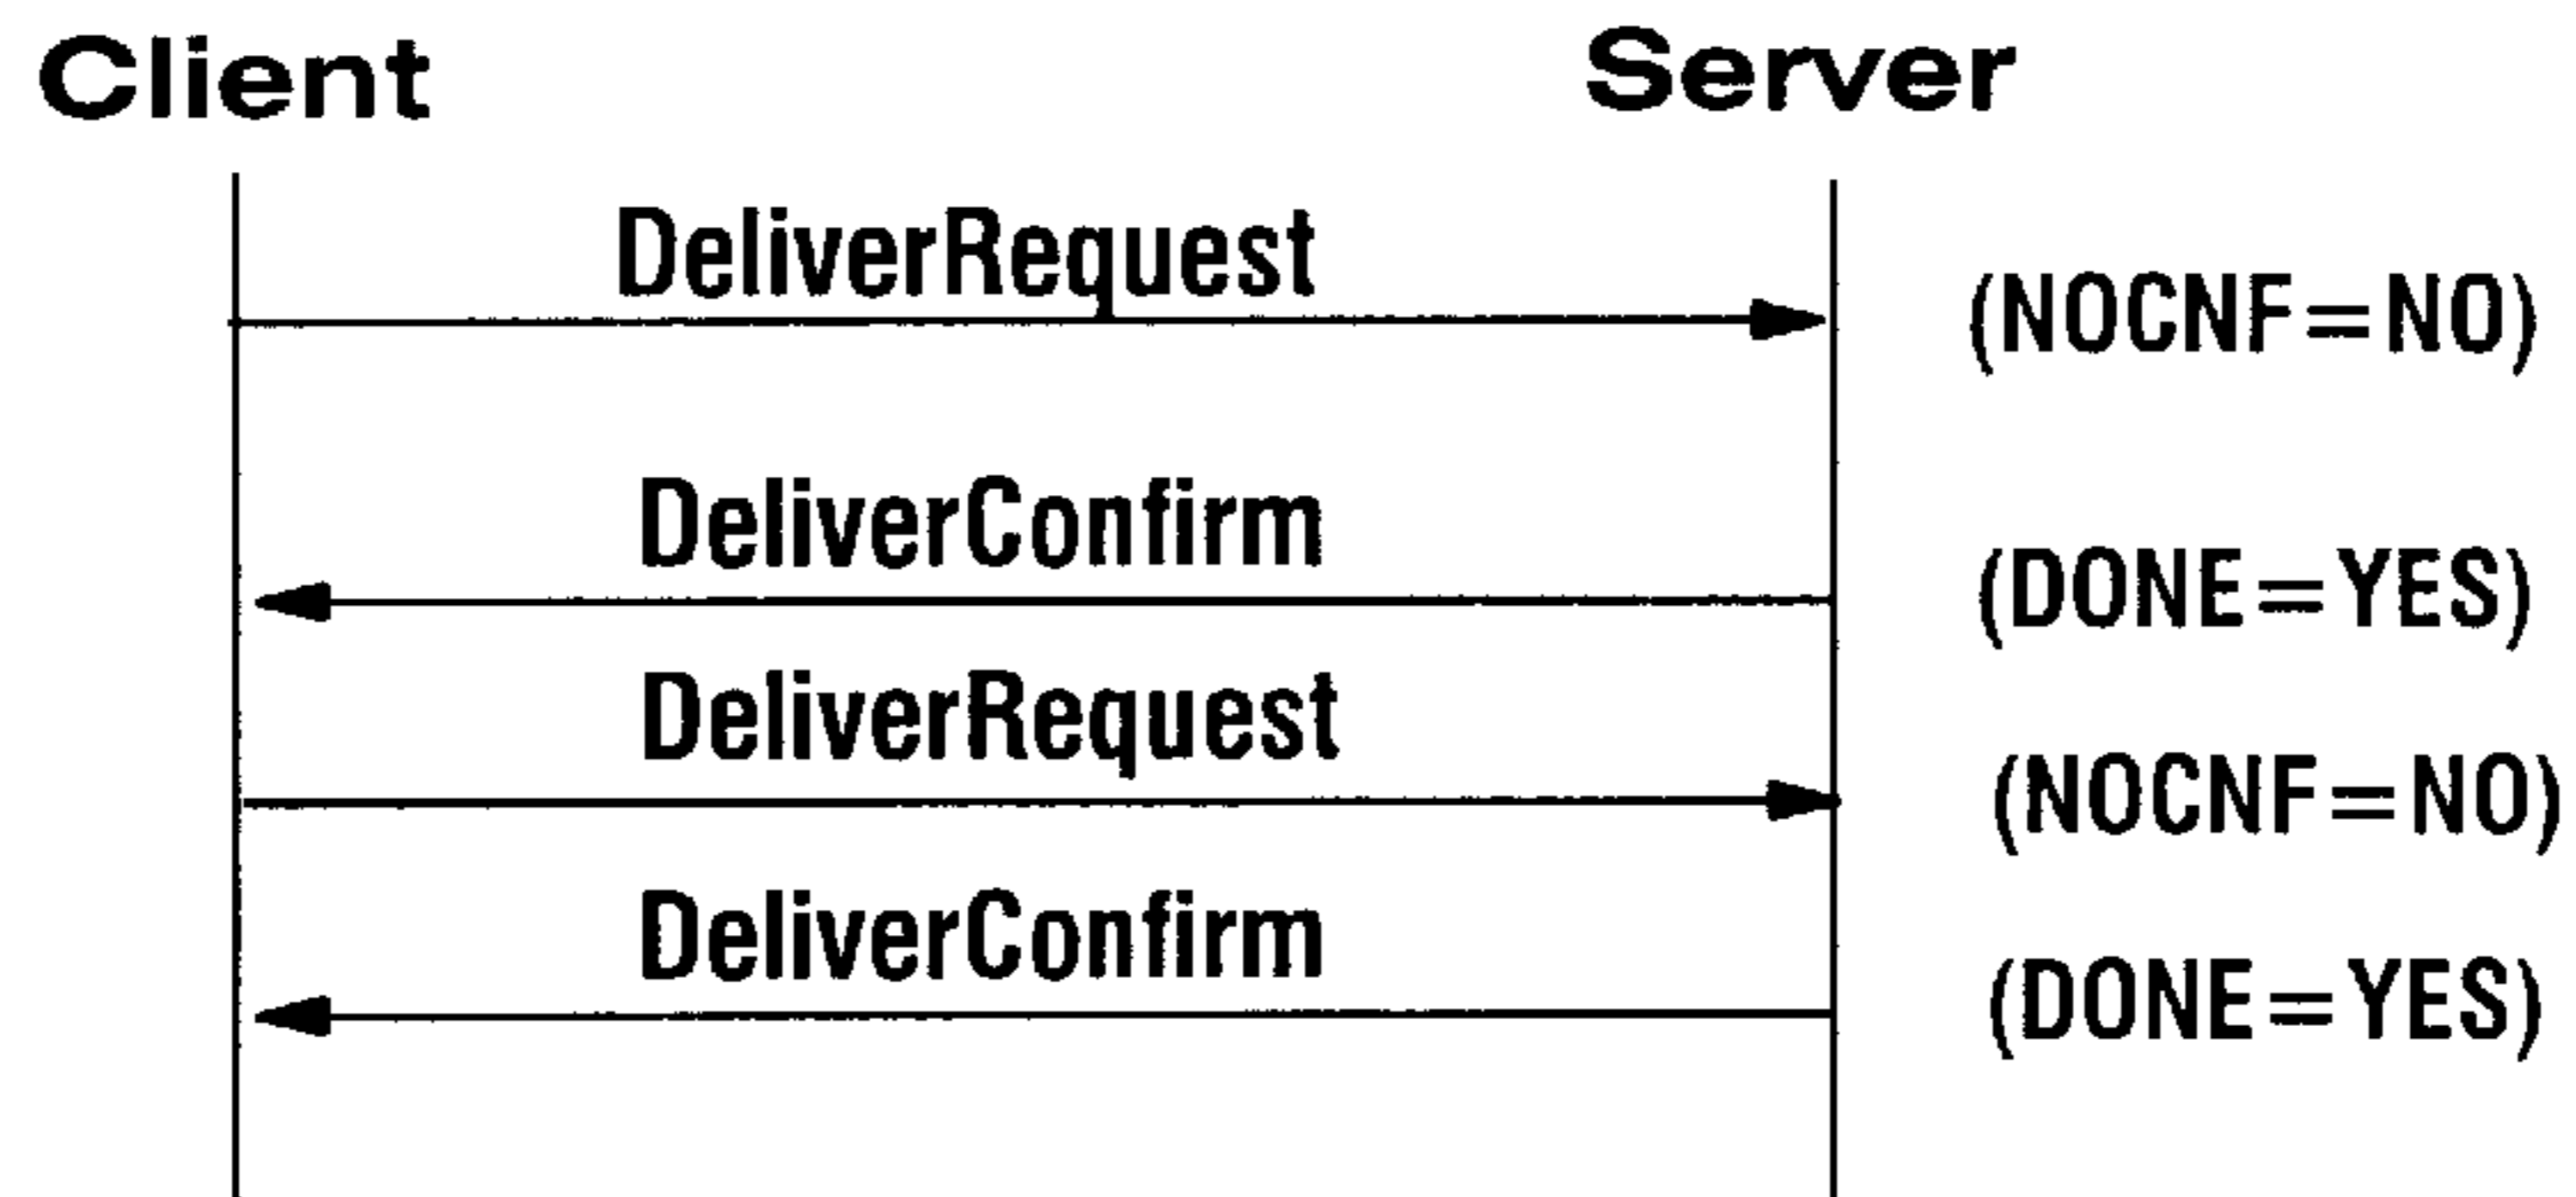 Client Server
DeliverRequest
(NOCNF=NO)
DeliverConfirm
(DONE=YES)
DeliverRequest
(NOCNF=NO)
DeliverConfirm
(DONE=YES)